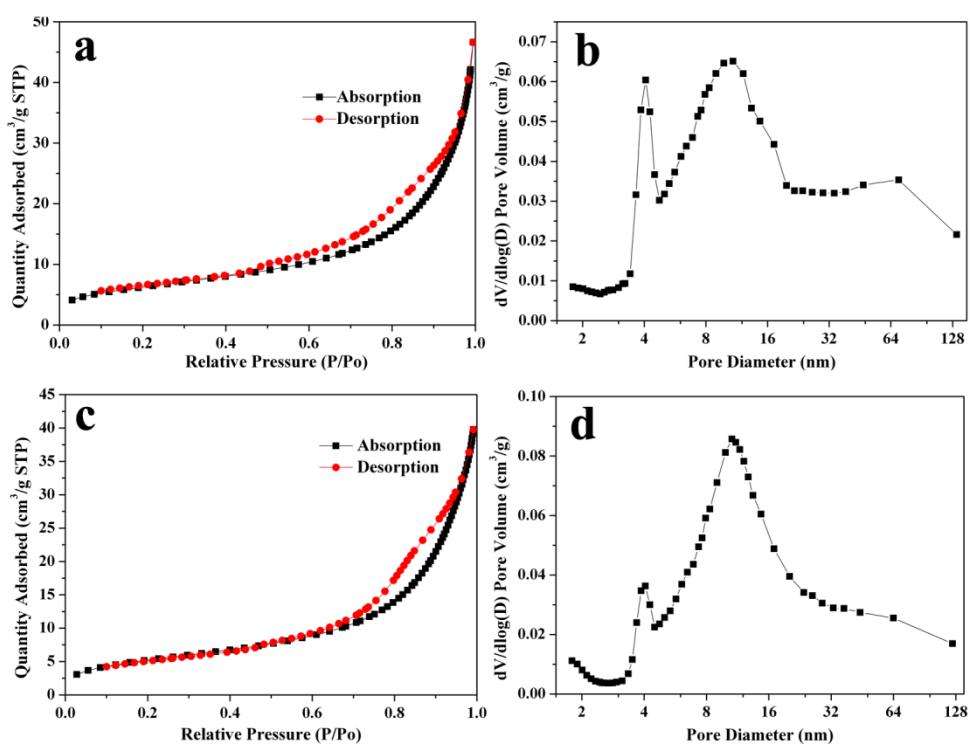 a
Absorption
Desorption
Quantity Adsorbed (cm³/g STP)
50
40
30
20
10
0
0.0 0.2 0.4 0.6 0.8 1.0
Relative Pressure (P/Po)
b
dV/dlog(D) Pore Volume (cm³/g)
0.07
0.06
0.05
0.04
0.03
0.02
0.01
0.00
2 4 8 16 32 64 128
Pore Diameter (nm)
c
Absorption
Desorption
Quantity Adsorbed (cm³/g STP)
45
40
35
30
25
20
15
10
5
0
0.0 0.2 0.4 0.6 0.8 1.0
Relative Pressure (P/Po)
d
dV/dlog(D) Pore Volume (cm³/g)
0.10
0.08
0.06
0.04
0.02
0.00
2 4 8 16 32 64 128
Pore Diameter (nm)